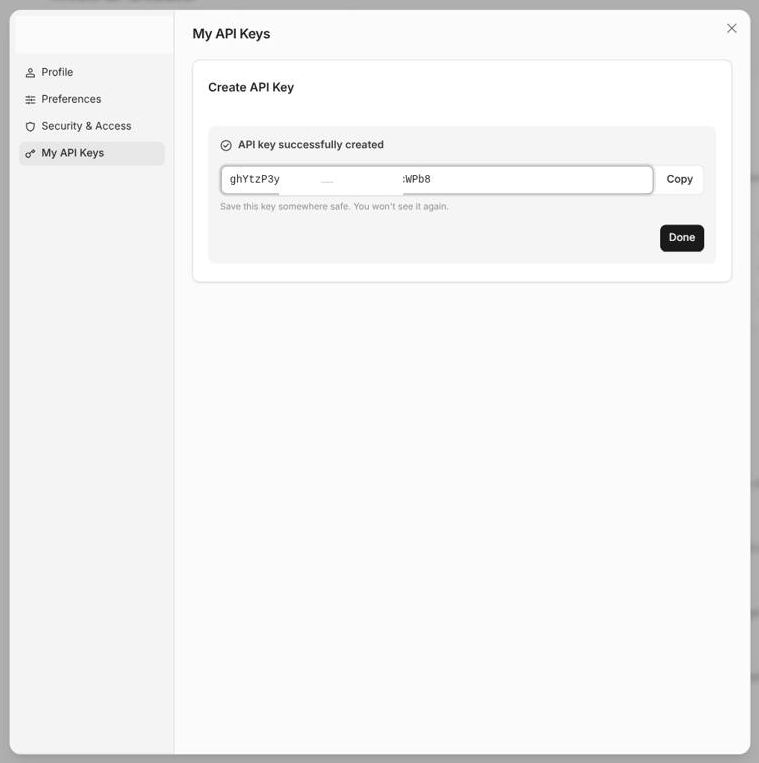 My API Keys
Profile
Preferences
Security & Access
My API Keys
Create API Key
API key successfully created
ghYtzP3y :WPb8
Copy
Save this key somewhere safe. You won't see it again.
Done